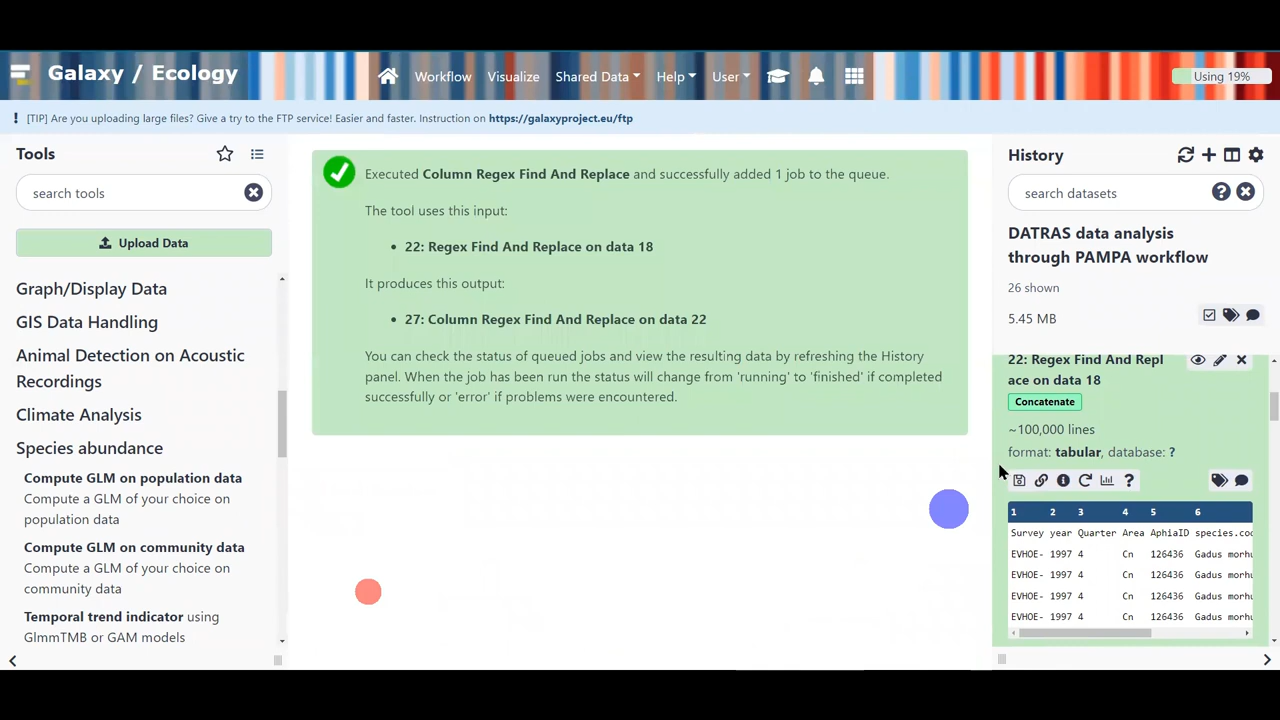 Galaxy / Ecology
Workflow Visualize Shared Data Help User
Using 19%
! [TIP] Are you uploading large files? Give a try to the FTP service! Easier and faster. Instruction on https://galaxyproject.eu/ftp
Tools
search tools
Upload Data
Graph/Display Data
GIS Data Handling
Animal Detection on Acoustic
Recordings
Climate Analysis
Species abundance
Compute GLM on population data
Compute a GLM of your choice on
population data
Compute GLM on community data
Compute a GLM of your choice on
community data
Temporal trend indicator using
GlmmTMB or GAM models
Executed Column Regex Find And Replace and successfully added 1 job to the queue.
The tool uses this input:
• 22: Regex Find And Replace on data 18
It produces this output:
• 27: Column Regex Find And Replace on data 22
You can check the status of queued jobs and view the resulting data by refreshing the History
panel. When the job has been run the status will change from 'running' to 'finished' if completed
successfully or 'error' if problems were encountered.
History
search datasets
DATRAS data analysis
through PAMPA workflow
26 shown
5.45 MB
22: Regex Find And Repl
ace on data 18
Concatenate
~100,000 lines
format: tabular, database: ?
1 2 3 4 5 6
Survey year Quarter Area AphiaID species.coc
EVHOE- 1997 4 Cn 126436 Gadus morhu
EVHOE- 1997 4 Cn 126436 Gadus morhu
EVHOE- 1997 4 Cn 126436 Gadus morhu
EVHOE- 1997 4 Cn 126436 Gadus morhu